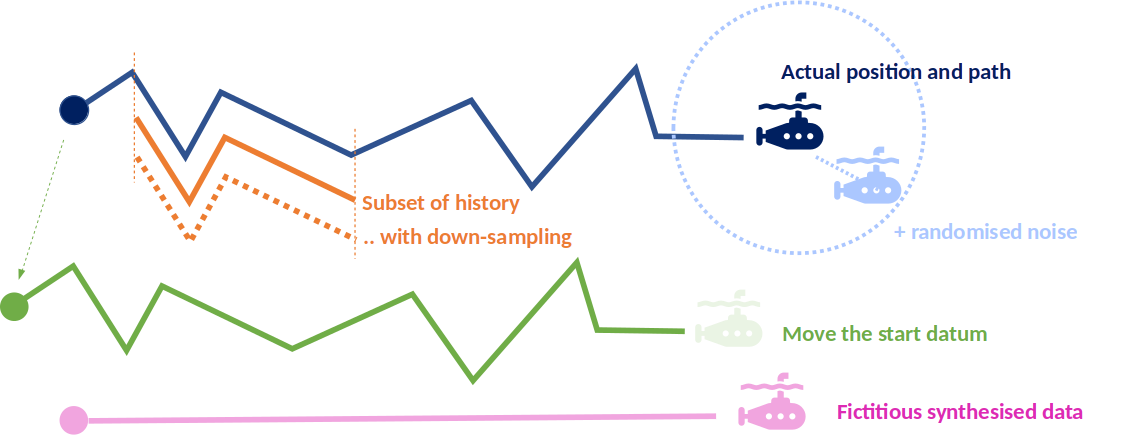 Actual position and path
Subset of history
.. with down-sampling
+ randomised noise
Move the start datum
Fictitious synthesised data